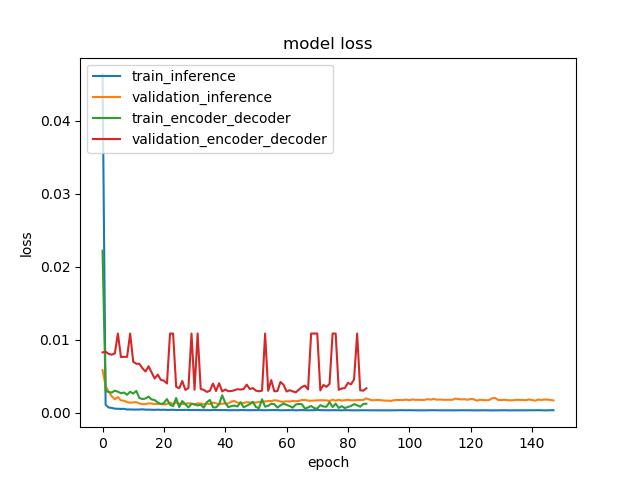 model loss
train_inference
validation_inference
train_encoder_decoder
validation_encoder_decoder
loss
0.04
0.03
0.02
0.01
0.00
0 20 40 60 80 100 120 140
epoch